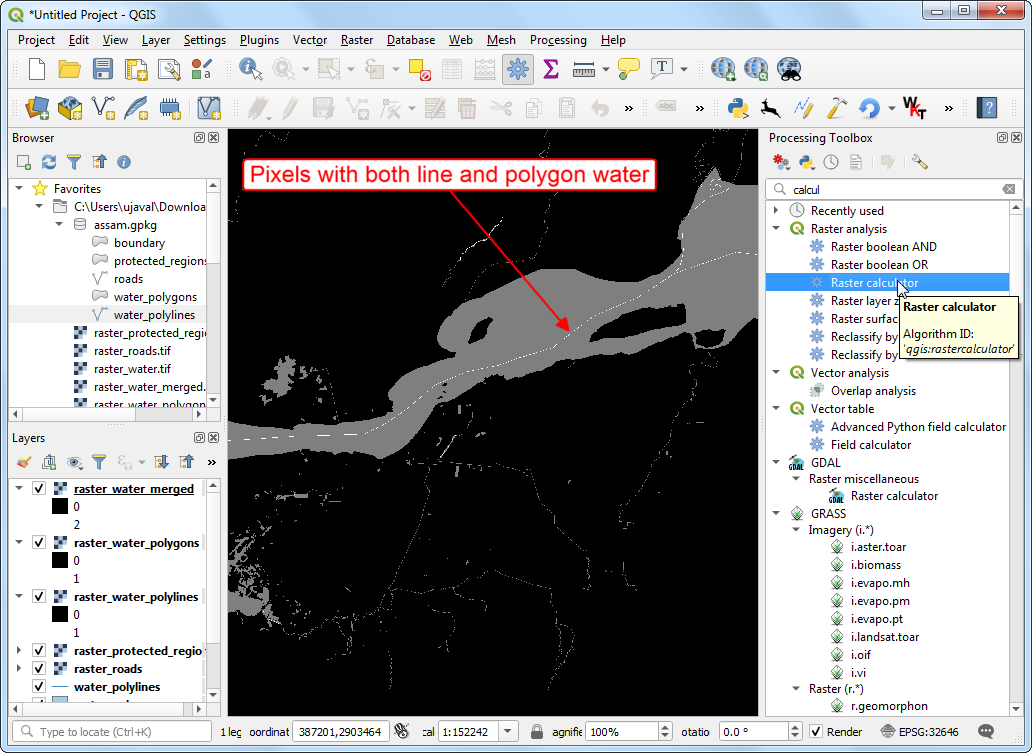 *Untitled Project - QGIS
Project Edit View Layer Settings Plugins Vector Raster Database Web Mesh Processing Help
Browser
Favorites
C:\Users\ujaval\Downloa
assam.gpkg
boundary
protected_regions
roads
water_polygons
water_polylines
raster_protected_regio
raster_roads.tif
raster_water.tif
raster_water_merged.
raster_water_polygon
Layers
raster_water_merged
0
2
raster_water_polygons
0
1
raster_water_polylines
0
1
raster_protected_regio
raster_roads
water_polylines
Pixels with both line and polygon water
Processing Toolbox
calcul
Recently used
Raster analysis
Raster boolean AND
Raster boolean OR
Raster calculator
Raster layer z
Raster surfac
Reclassify by
Reclassify by
Raster calculator
Algorithm ID:
'qgis:rastercalculator'
Vector analysis
Overlap analysis
Vector table
Advanced Python field calculator
Field calculator
GDAL
Raster miscellaneous
Raster calculator
GRASS
Imagery (i.*)
i.aster.toar
i.biomass
i.evapo.mh
i.evapo.pm
i.evapo.pt
i.landsat.toar
i.oif
i.vi
Raster (r.*)
r.geomorphon
Type to locate (Ctrl+K) 1 leg oordinat 387201,2903464 cal 1:152242 agnifie 100% otatio 0.0 ° Render EPSG:32646